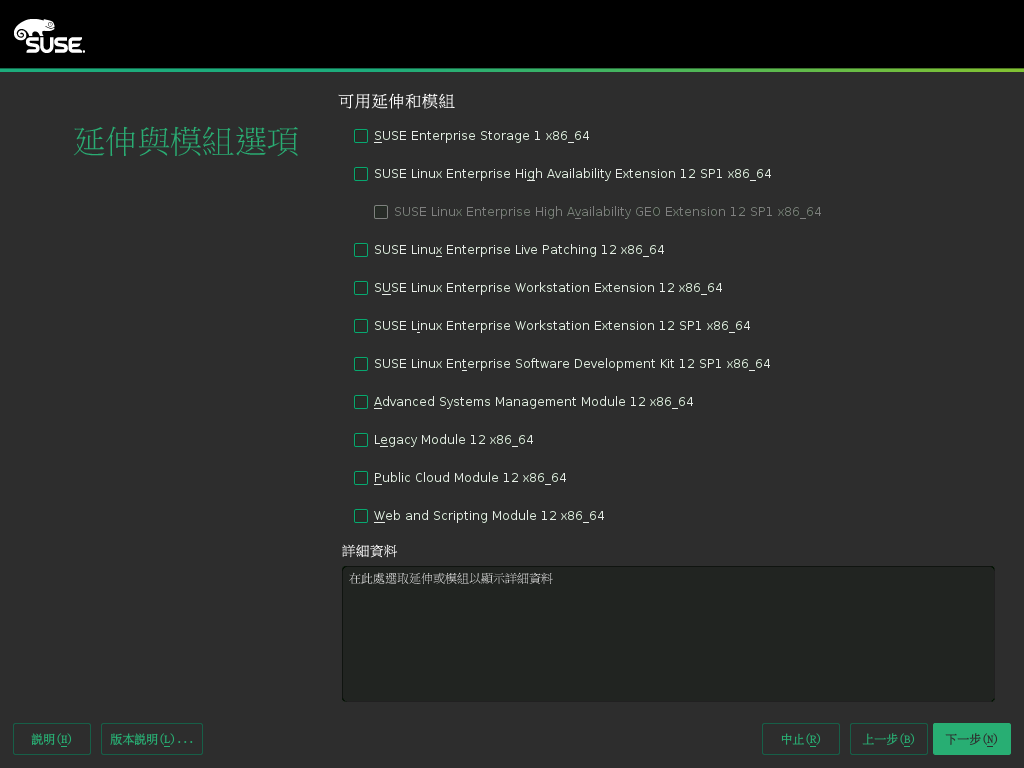 SUSE.
延伸與模組選項
可用延伸和模組
SUSE Enterprise Storage 1 x86_64
SUSE Linux Enterprise High Availability Extension 12 SP1 x86_64
SUSE Linux Enterprise High Availability GEO Extension 12 SP1 x86_64
SUSE Linux Enterprise Live Patching 12 x86_64
SUSE Linux Enterprise Workstation Extension 12 x86_64
SUSE Linux Enterprise Workstation Extension 12 SP1 x86_64
SUSE Linux Enterprise Software Development Kit 12 SP1 x86_64
Advanced Systems Management Module 12 x86_64
Legacy Module 12 x86_64
Public Cloud Module 12 x86_64
Web and Scripting Module 12 x86_64
詳細資料
在此處選取延伸或模組以顯示詳細資料
說明(H)
版本說明(L)...
中止(R)
上一步(B)
下一步(N)